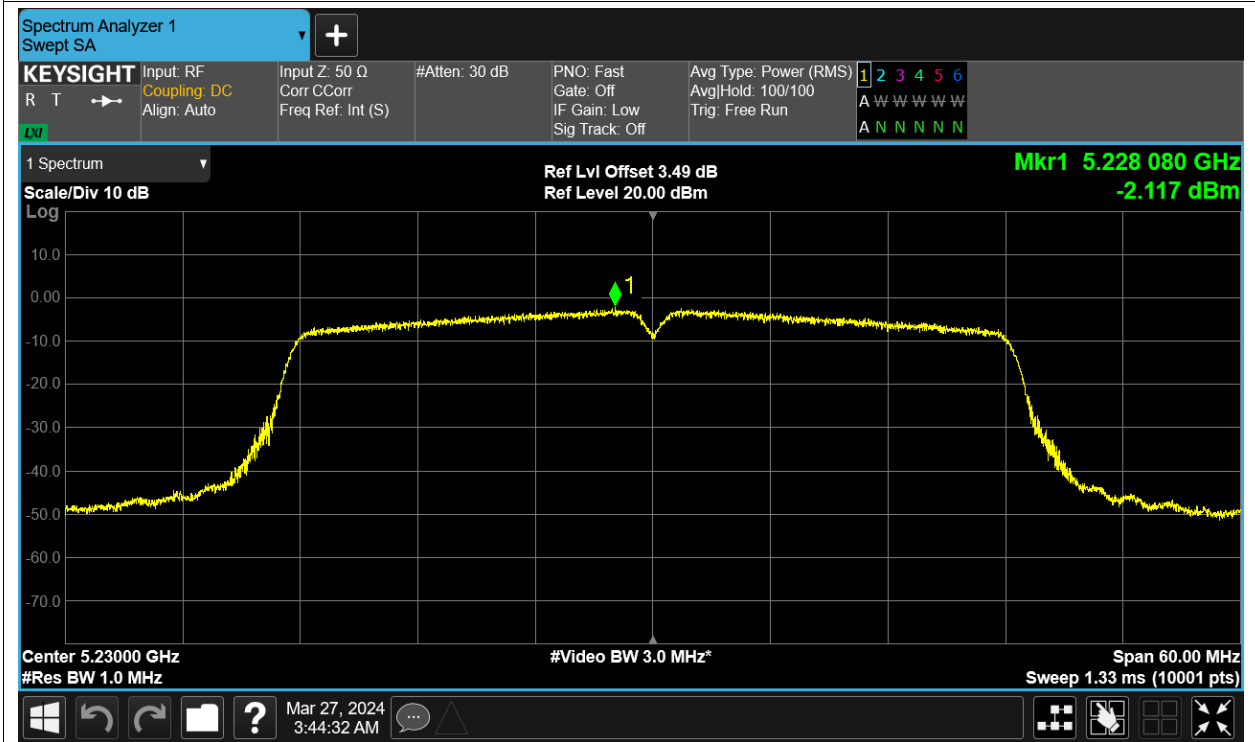 Spectrum Analyzer 1
Swept SA
KEYSIGHT
R T
LXI
Input: RF
Coupling: DC
Align: Auto
Input Z: 50 Ω
Corr CCorr
Freq Ref: Int (S)
#Atten: 30 dB
PNO: Fast
Gate: Off
IF Gain: Low
Sig Track: Off
Avg Type: Power (RMS)
Avg|Hold: 100/100
Trig: Free Run
1 2 3 4 5 6
A W W W W W
A N N N N N
1 Spectrum
Scale/Div 10 dB
Ref Lvl Offset 3.49 dB
Ref Level 20.00 dBm
Mkr1 5.228 080 GHz
-2.117 dBm
Log
10.0
0.00
-10.0
-20.0
-30.0
-40.0
-50.0
-60.0
-70.0
1
Center 5.23000 GHz
#Res BW 1.0 MHz
#Video BW 3.0 MHz*
Span 60.00 MHz
Sweep 1.33 ms (10001 pts)
?
Mar 27, 2024
3:44:32 AM